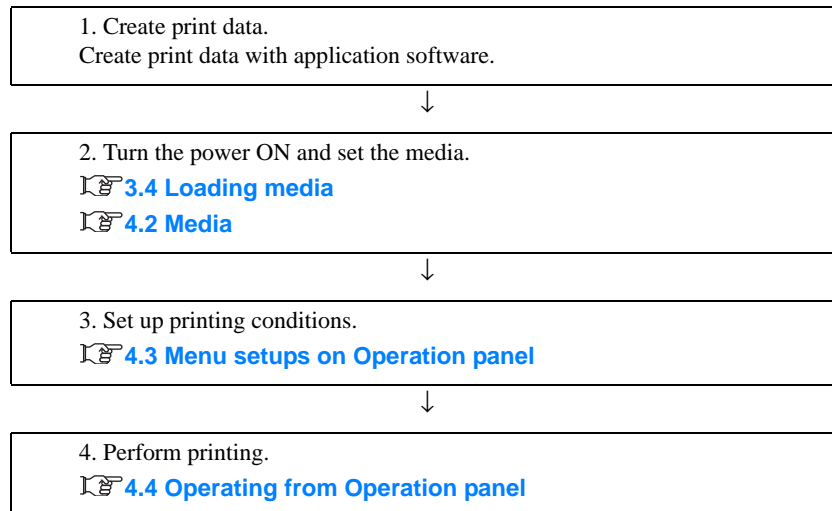 1. Create print data.
Create print data with application software.
↓
2. Turn the power ON and set the media.
3.4 Loading media
4.2 Media
↓
3. Set up printing conditions.
4.3 Menu setups on Operation panel
↓
4. Perform printing.
4.4 Operating from Operation panel